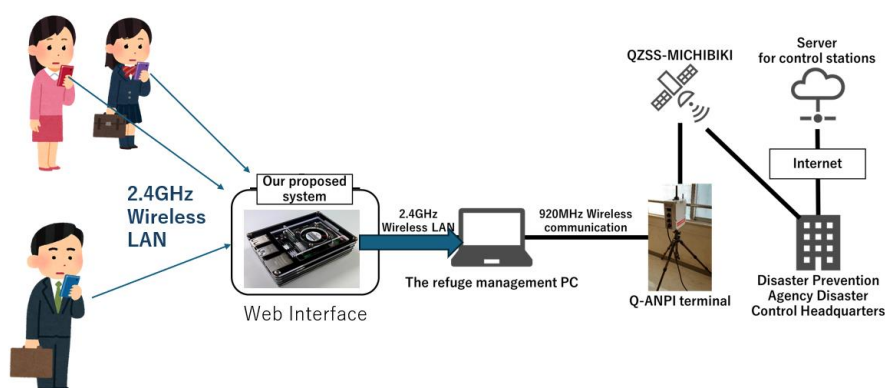 QZSS-MICHIBIKI
Server
for control stations
Internet
Our proposed
system
2.4GHz
Wireless
LAN
2.4GHz
Wireless LAN
920MHz Wireless
communication
The refuge management PC
Web Interface
Q-ANPI terminal
Disaster Prevention
Agency Disaster
Control Headquarters